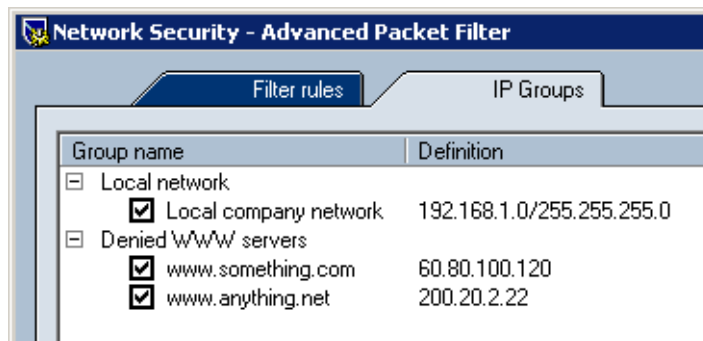 Network Security - Advanced Packet Filter
Filter rules IP Groups
Group name Definition
Local network
Local company network 192.168.1.0/255.255.255.0
Denied WWW servers
www.something.com 60.80.100.120
www.anything.net 200.20.2.22